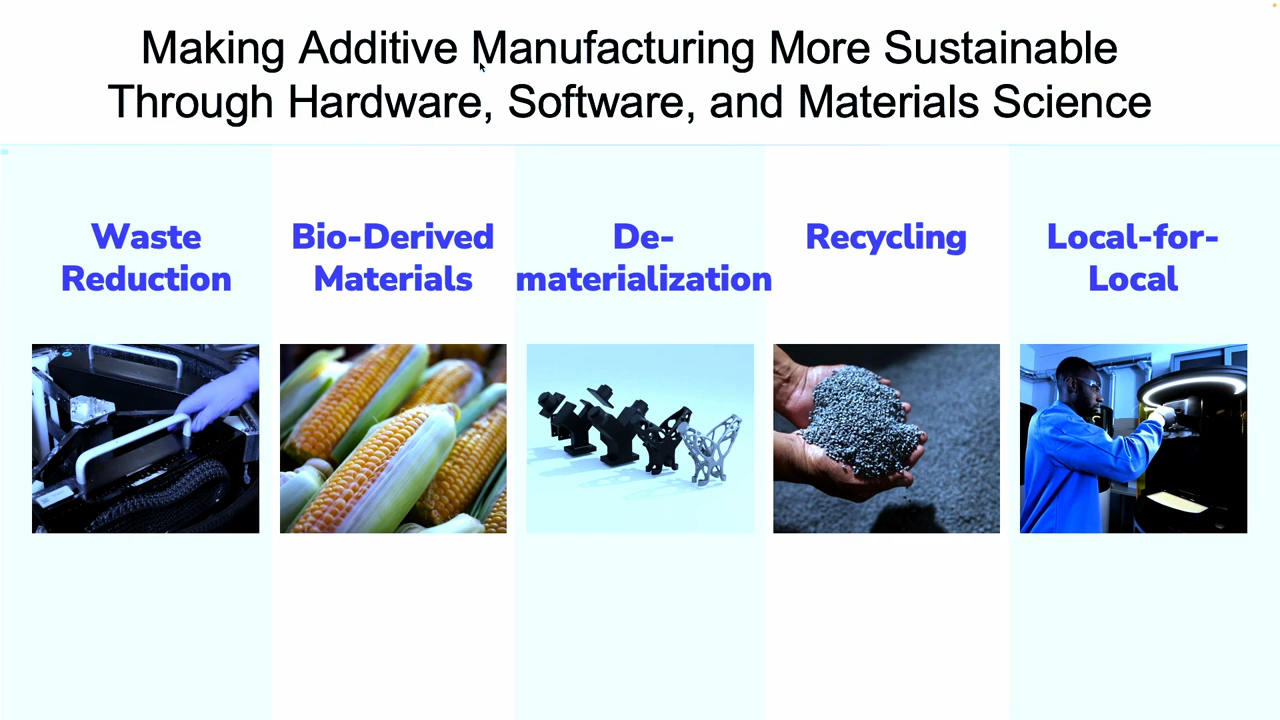 Making Additive Manufacturing More Sustainable
Through Hardware, Software, and Materials Science
Waste
Reduction
Bio-Derived
Materials
De-
materialization
Recycling
Local-for-
Local